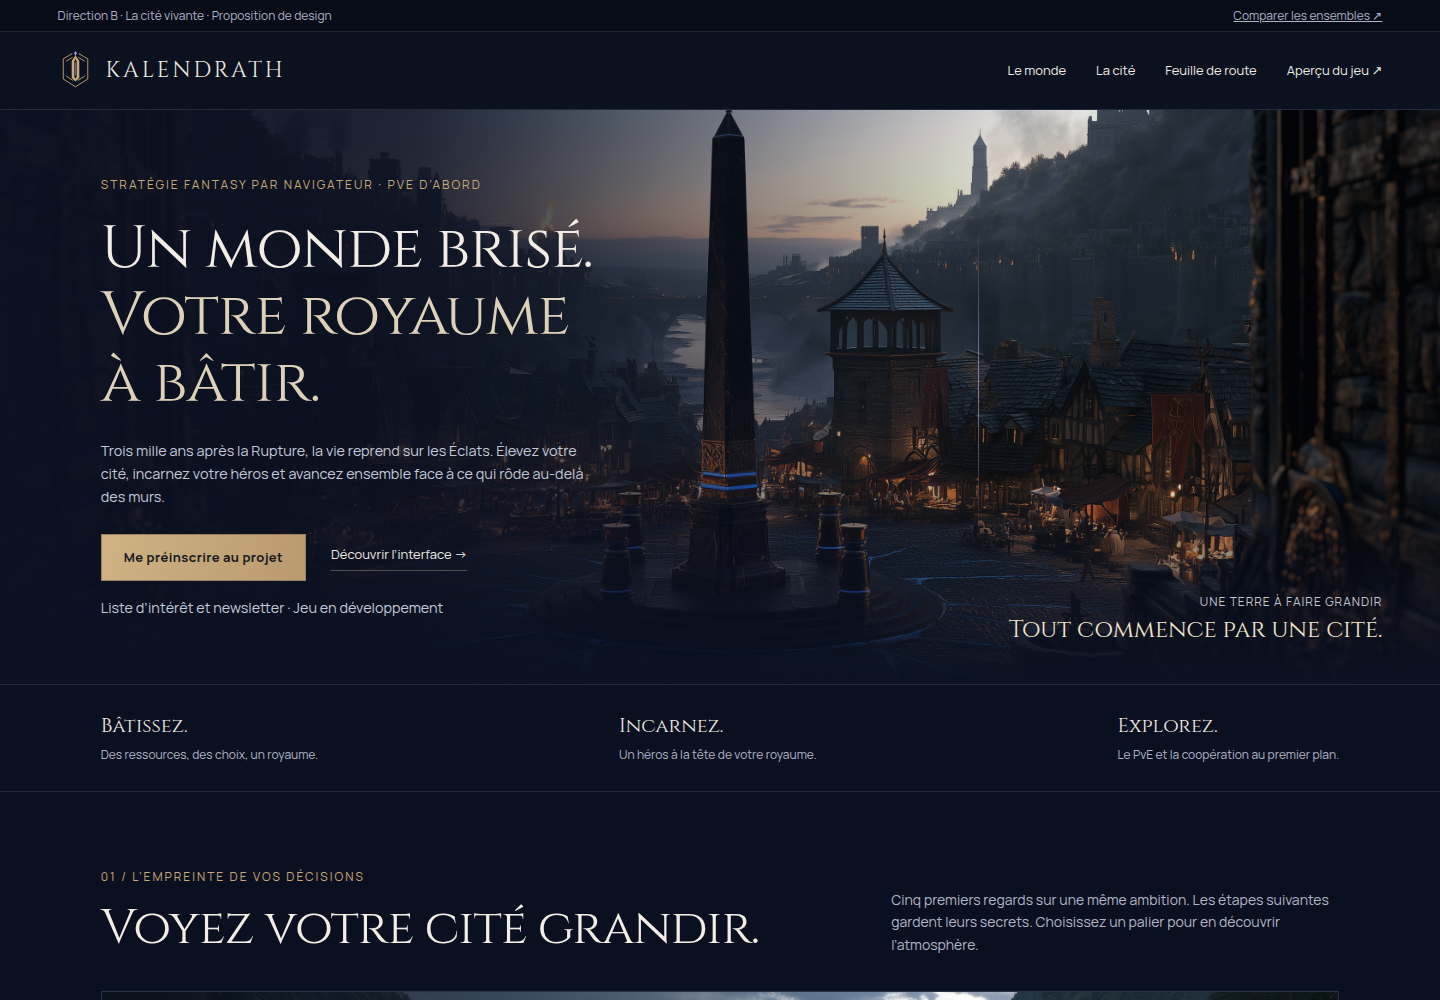 Direction B · La cité vivante · Proposition de design
Comparer les ensembles ↗
KALENDRATH
Le monde
La cité
Feuille de route
Aperçu du jeu ↗
STRATÉGIE FANTASY PAR NAVIGATEUR · PVE D'ABORD
Un monde brisé.
Votre royaume
à bâtir.
Trois mille ans après la Rupture, la vie reprend sur les Éclats. Élevez votre
cité, incarnez votre héros et avancez ensemble face à ce qui rôde au-delà
des murs.
Me préinscrire au projet
Découvrir l'interface →
Liste d'intérêt et newsletter · Jeu en développement
UNE TERRE À FAIRE GRANDIR
Tout commence par une cité.
Bâtissez.
Des ressources, des choix, un royaume.
Incarnez.
Un héros à la tête de votre royaume.
Explorez.
Le PvE et la coopération au premier plan.
01 / L'EMPREINTE DE VOS DÉCISIONS
Voyez votre cité grandir.
Cinq premiers regards sur une même ambition. Les étapes suivantes
gardent leurs secrets. Choisissez un palier pour en découvrir
l'atmosphère.